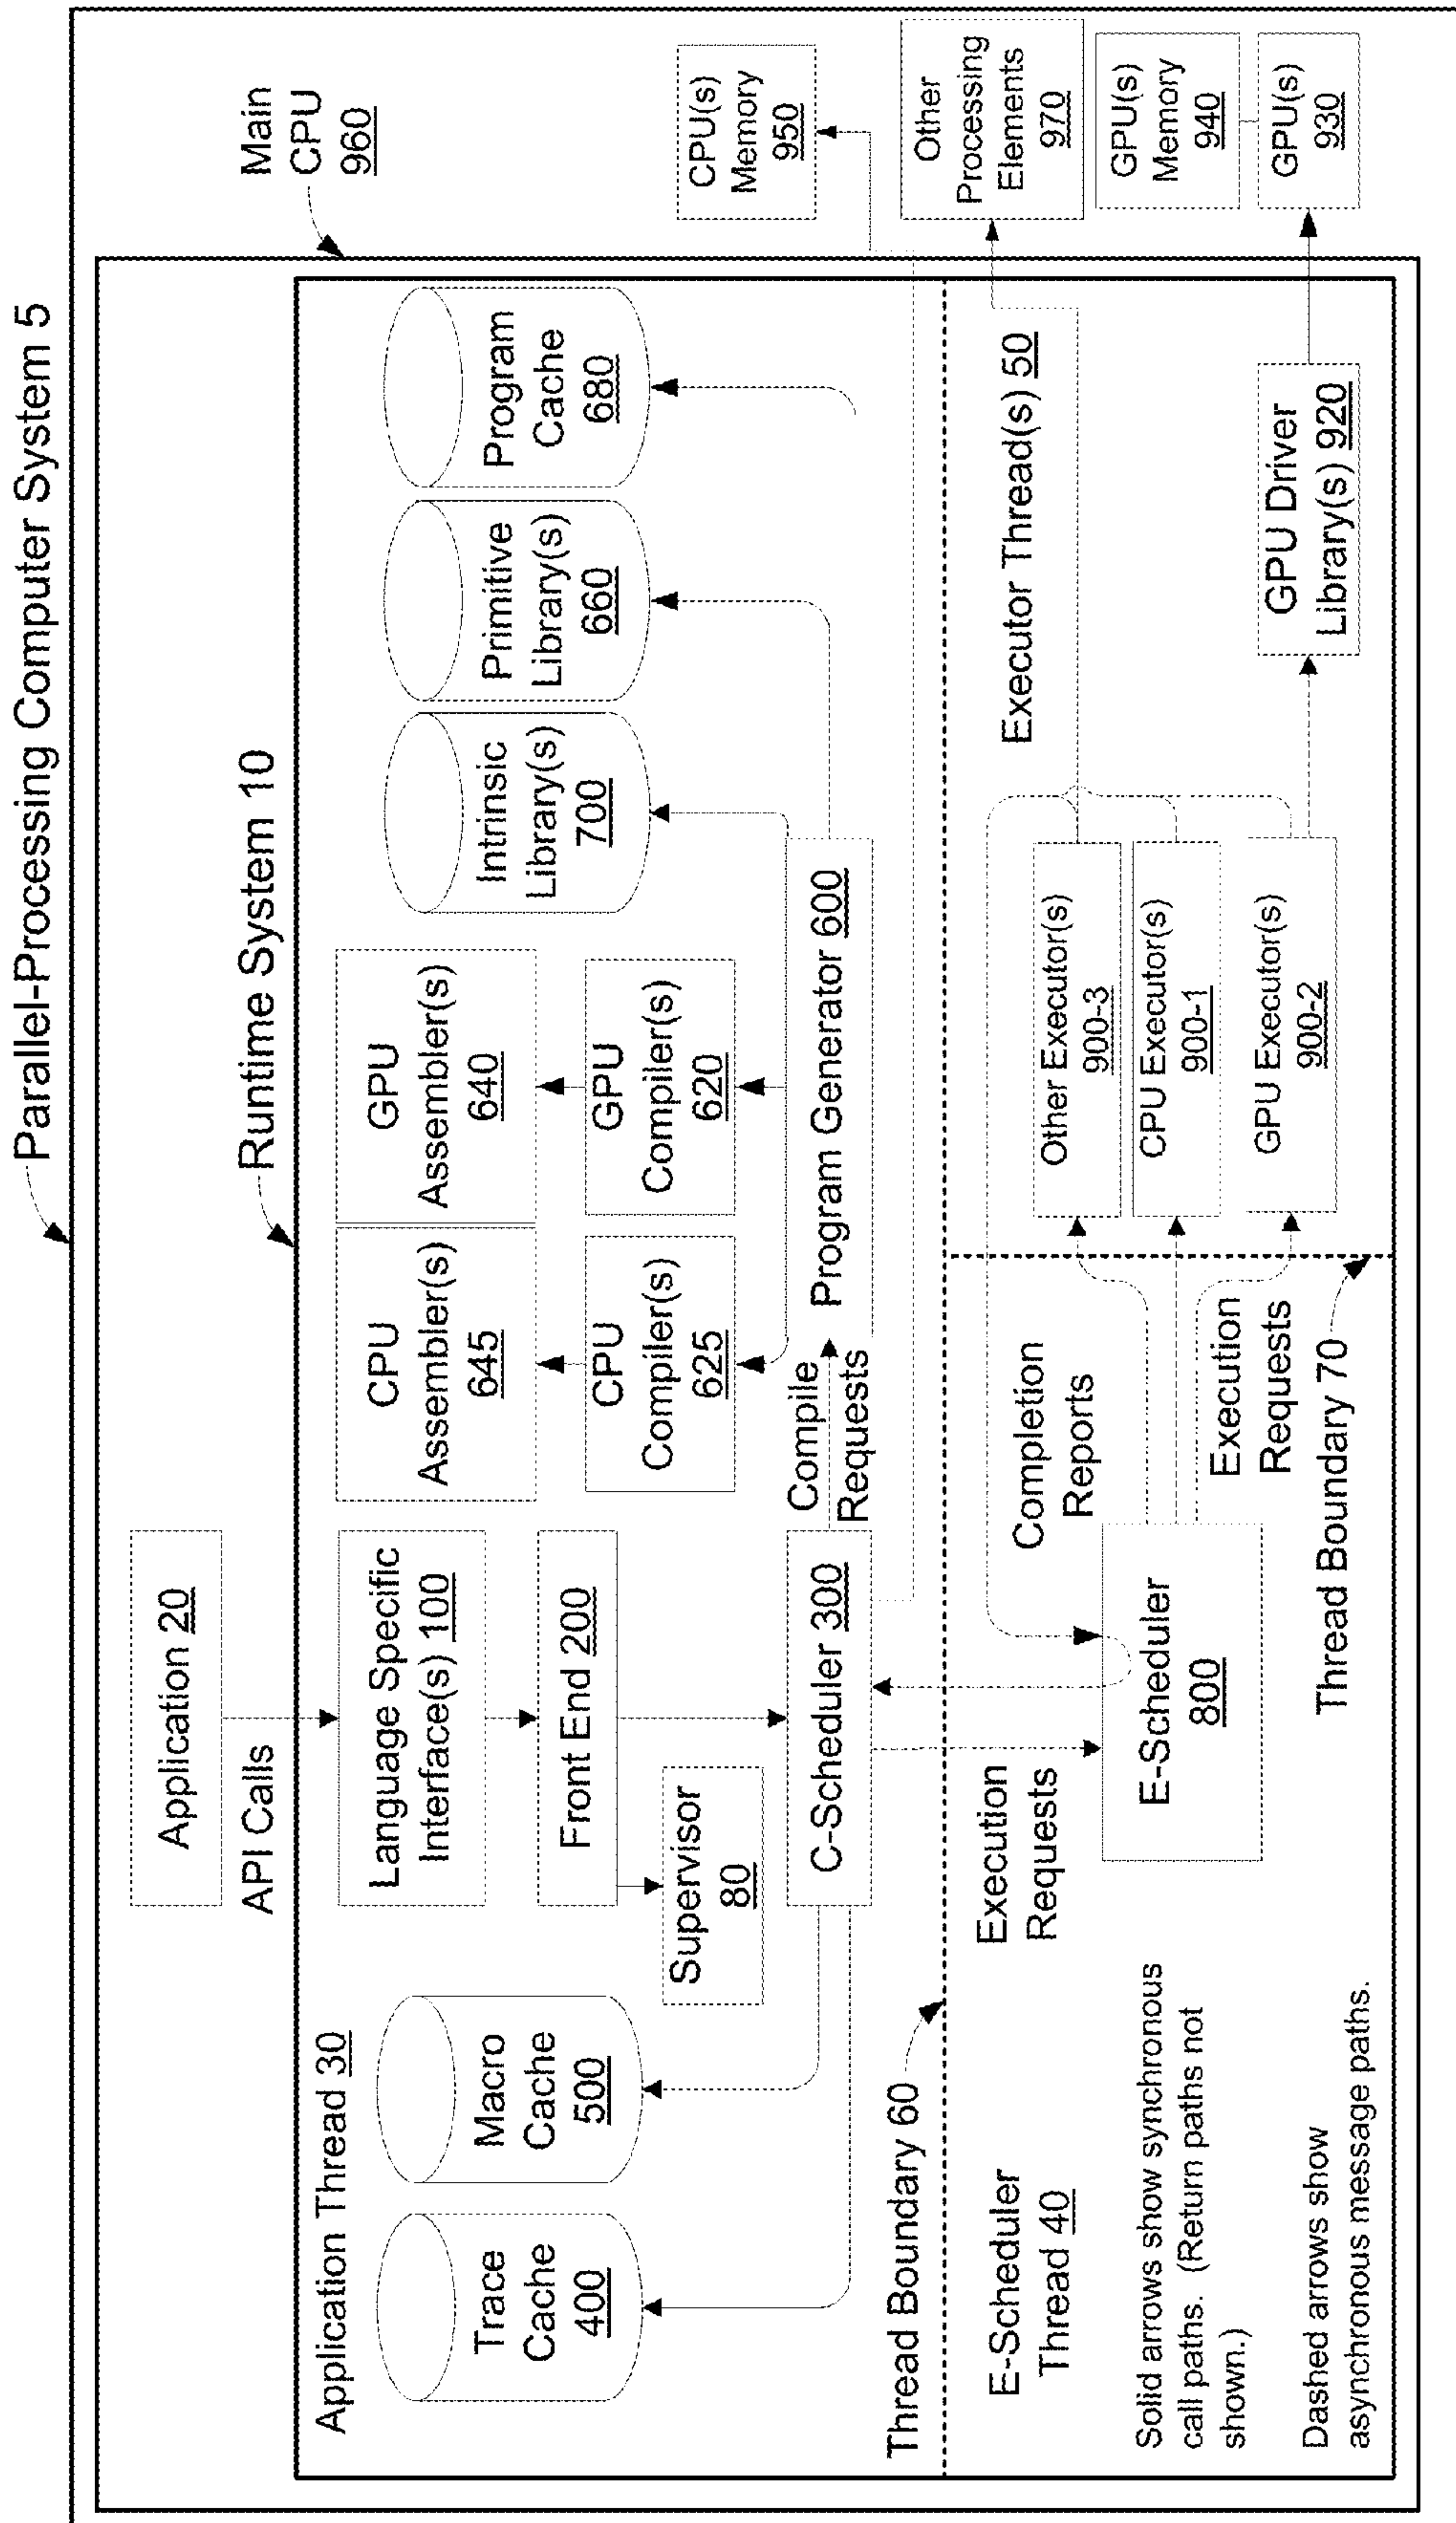 Parallel-Processing Computer System 5
Runtime System 10
Main
CPU
960
Application 20
API Calls
Application Thread 30
Language Specific
Interface(s) 100
Front End 200
Supervisor
80
C-Scheduler 300
Trace
Cache
400
Macro
Cache
500
CPU
Assembler(s)
645
GPU
Assembler(s)
640
CPU
Compiler(s)
625
GPU
Compiler(s)
620
Intrinsic
Library(s)
700
Primitive
Library(s)
660
Program
Cache
680
Compile
Requests
Program Generator 600
CPU(s)
Memory
950
Other
Processing
Elements
970
GPU(s)
Memory
940
GPU(s)
930
Thread Boundary 60
E-Scheduler
Thread 40
Execution
Requests
E-Scheduler
800
Completion
Reports
Execution
Requests
Thread Boundary 70
Executor Thread(s) 50
Other Executor(s)
900-3
CPU Executor(s)
900-1
GPU Executor(s)
900-2
GPU Driver
Library(s) 920
Solid arrows show synchronous
call paths. (Return paths not
shown.)
Dashed arrows show
asynchronous message paths.